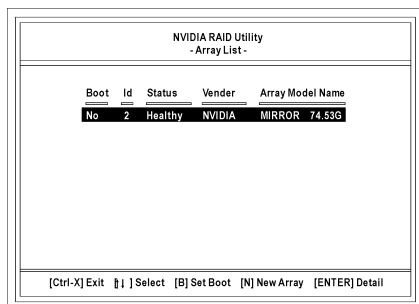 NVIDIA RAID Utility
- Array List -
Boot Id Status Vender Array Model Name
No 2 Healthy NVIDIA MIRROR 74.53G
[Ctrl-X] Exit [↑↓] Select [B] Set Boot [N] New Array [ENTER] Detail